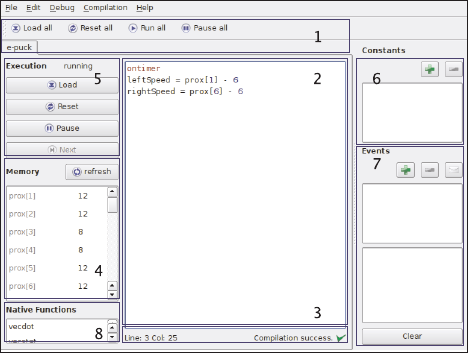 File Edit Debug Compilation Help
Load all Reset all Run all Pause all
1
e-puck
Execution running
5
Load
Reset
Pause
Next
Memory refresh
prox[1] 12
prox[2] 12
prox[3] 8
prox[4] 8
prox[5] 12
prox[6] 12
4
Native Functions
vecdot
8
2
ontimer
leftSpeed = prox[1] - 6
rightSpeed = prox[6] - 6
3
Line: 3 Col: 25 Compilation success.
Constants
6
Events
7
Clear